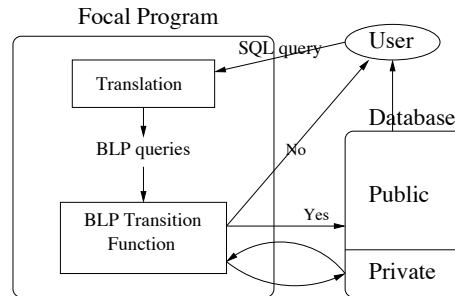 Focal Program
User
SQL query
Translation
Database
BLP queries
No
Public
BLP Transition
Function
Yes
Private